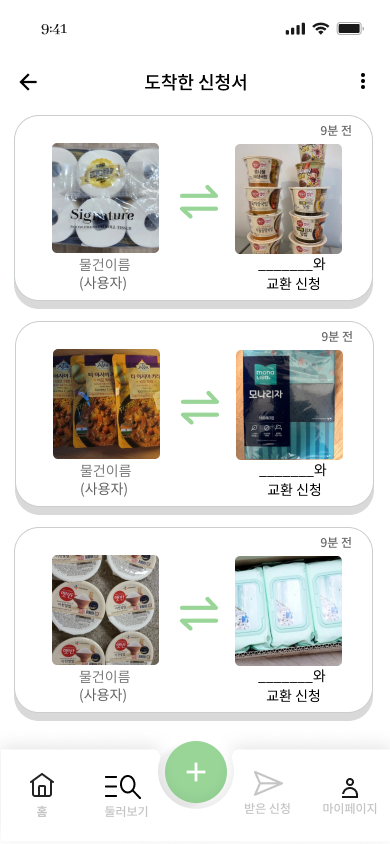 9:41
도착한 신청서
9분 전
Signature
물건이름
(사용자)
_______와
교환 신청
9분 전
mona
모나리자
물건이름
(사용자)
_______와
교환 신청
9분 전
햇반
햇반
물건이름
(사용자)
_______와
교환 신청
홈
둘러보기
받은 신청
마이페이지